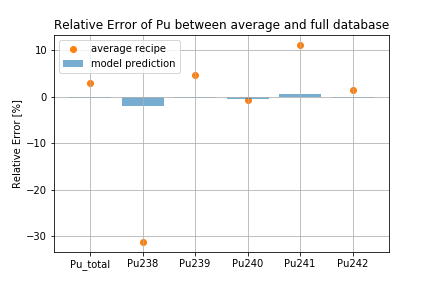 Relative Error of Pu between average and full database
average recipe
model prediction
Relative Error [%]
10
0
−10
−20
−30
Pu_total Pu238 Pu239 Pu240 Pu241 Pu242